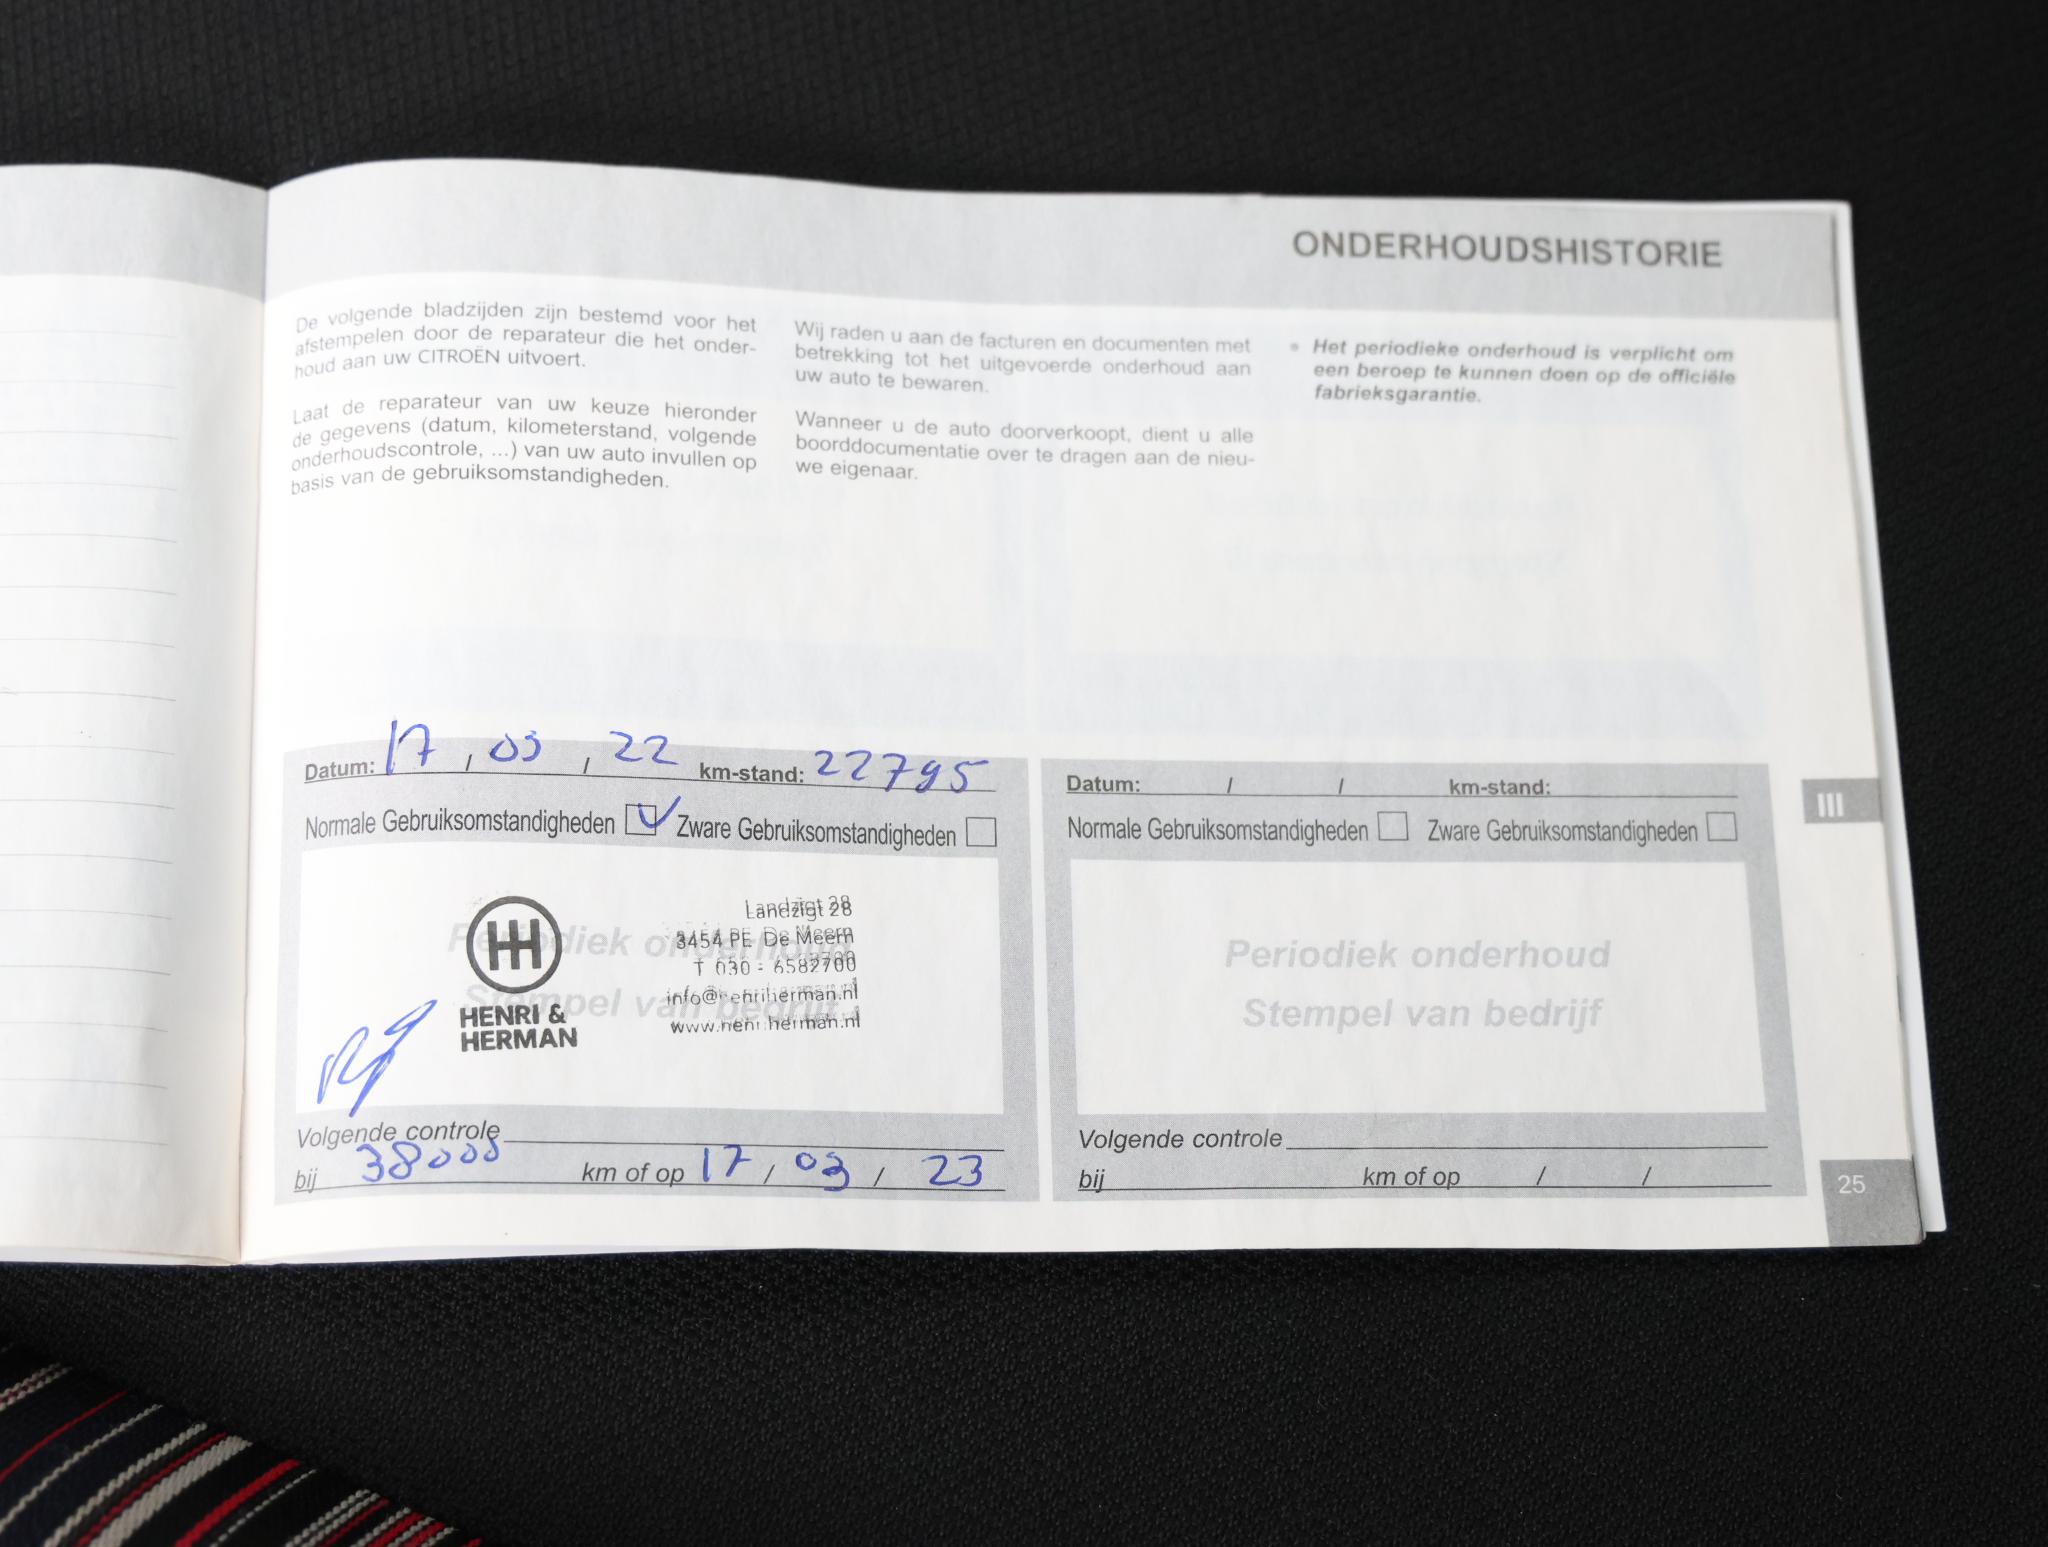 ONDERHOUDSHISTORIE
De volgende bladzijden zijn bestemd voor het
afstempelen door de reparateur die het onder-
houd aan uw CITROËN uitvoert.
Laat de reparateur van uw keuze hieronder
de gegevens (datum, kilometerstand, volgende
onderhoudscontrole, ...) van uw auto invullen op
basis van de gebruiksomstandigheden.
Wij raden u aan de facturen en documenten met
betrekking tot het uitgevoerde onderhoud aan
uw auto te bewaren.
Wanneer u de auto doorverkoopt, dient u alle
boorddocumentatie over te dragen aan de nieu-
we eigenaar.
• Het periodieke onderhoud is verplicht om
een beroep te kunnen doen op de officiële
fabrieksgarantie.
Datum: 17 / 03 / 22 km-stand: 22795
Normale Gebruiksomstandigheden Zware Gebruiksomstandigheden
Periodiek onderhoud
Stempel van bedrijf
HENRI &
HERMAN
Landzigt 28
3454 PE De Meern
T 030 - 6582700
info@henriherman.nl
www.henriherman.nl
Volgende controle
bij 38000 km of op 17 / 03 / 23
Datum: / / km-stand:
Normale Gebruiksomstandigheden Zware Gebruiksomstandigheden
Periodiek onderhoud
Stempel van bedrijf
Volgende controle
bij km of op / /
III
25